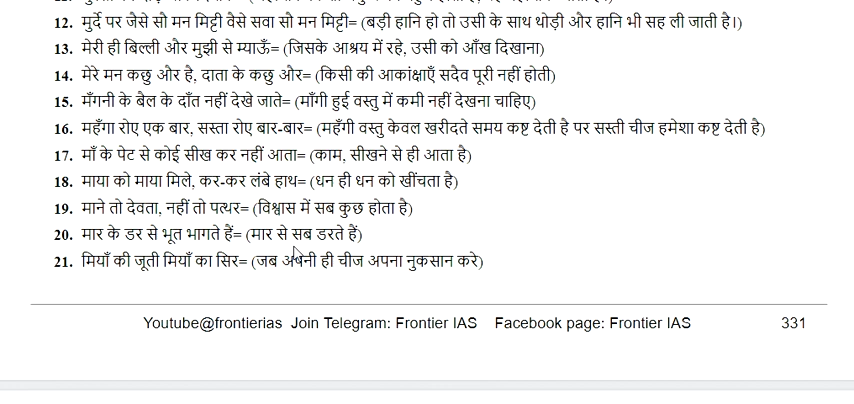 12. मुर्दे पर जैसे सौ मन मिट्टी वैसे सवा सौ मन मिट्टी= (बड़ी हानि हो तो उसी के साथ थोड़ी और हानि भी सह ली जाती है।)
13. मेरी ही बिल्ली और मुझी से म्याऊँ= (जिसके आश्रय में रहे, उसी को आँख दिखाना)
14. मेरे मन कछु और है, दाता के कछु और= (किसी की आकांक्षाएँ सदैव पूरी नहीं होती)
15. मँगनी के बैल के दाँत नहीं देखे जाते= (माँगी हुई वस्तु में कमी नहीं देखना चाहिए)
16. महँगा रोए एक बार, सस्ता रोए बार-बार= (महँगी वस्तु केवल खरीदते समय कष्ट देती है पर सस्ती चीज हमेशा कष्ट देती है)
17. माँ के पेट से कोई सीख कर नहीं आता= (काम, सीखने से ही आता है)
18. माया को माया मिले, कर-कर लंबे हाथ= (धन ही धन को खींचता है)
19. माने तो देवता, नहीं तो पत्थर= (विश्वास में सब कुछ होता है)
20. मार के डर से भूत भागते हैं= (मार से सब डरते हैं)
21. मियाँ की जूती मियाँ का सिर= (जब अपनी ही चीज अपना नुकसान करे)
Youtube@frontierias Join Telegram: Frontier IAS Facebook page: Frontier IAS 331